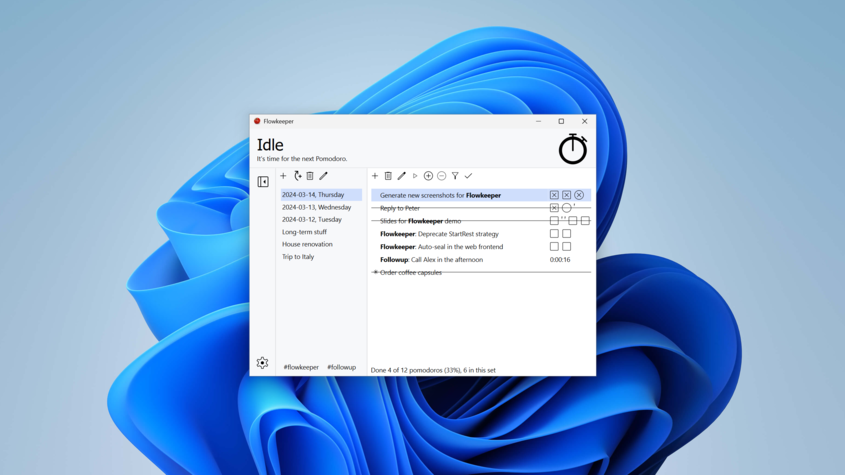 Flowkeeper
Idle
It's time for the next Pomodoro.
2024-03-14, Thursday
2024-03-13, Wednesday
2024-03-12, Tuesday
Long-term stuff
House renovation
Trip to Italy
#flowkeeper #followup
Generate new screenshots for Flowkeeper
Reply to Peter
Slides for Flowkeeper demo
Flowkeeper: Deprecate StartRest strategy
Flowkeeper: Auto-seal in the web frontend
Followup: Call Alex in the afternoon 0:00:16
* Order coffee capsules
Done 4 of 12 pomodoros (33%), 6 in this set